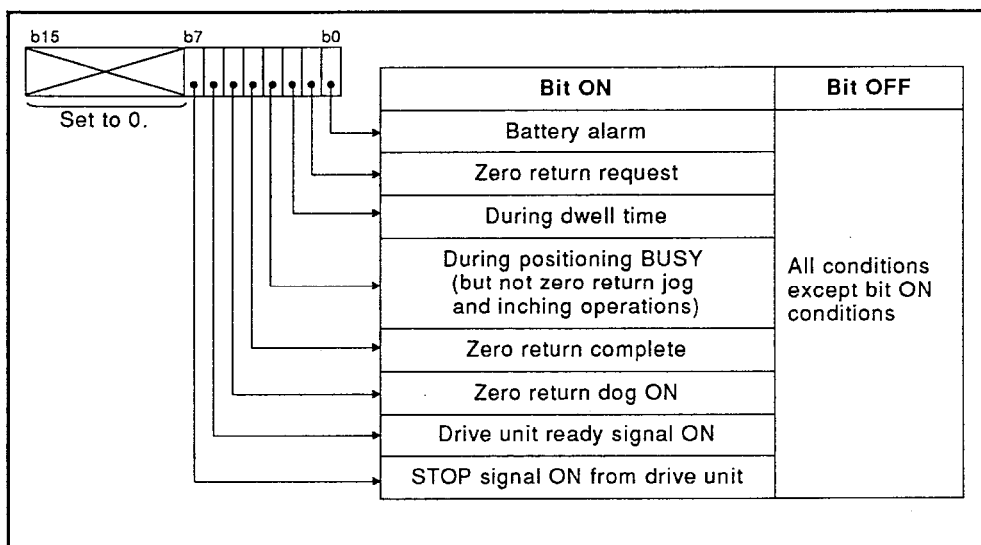 b15 b7 b0
Set to 0.
Bit ON Bit OFF
Battery alarm
Zero return request
During dwell time
During positioning BUSY
(but not zero return jog
and inching operations)
Zero return complete
Zero return dog ON
Drive unit ready signal ON
STOP signal ON from drive unit
All conditions
except bit ON
conditions